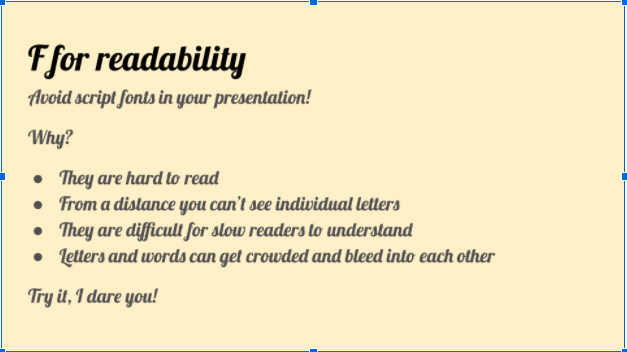 F for readability
Avoid script fonts in your presentation!
Why?
● They are hard to read
● From a distance you can't see individual letters
● They are difficult for slow readers to understand
● Letters and words can get crowded and bleed into each other
Try it, I dare you!